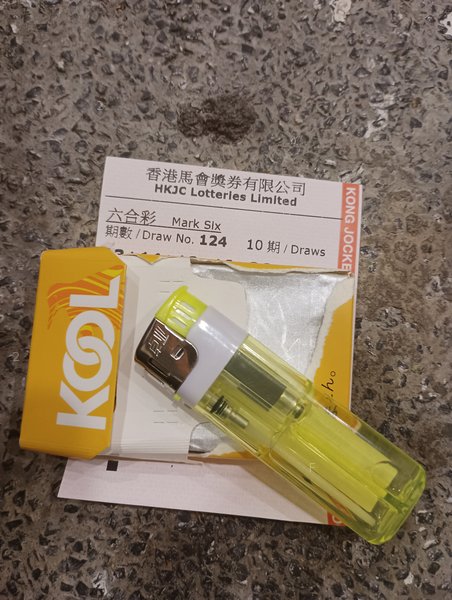 香港馬會獎券有限公司
HKJC Lotteries Limited
六合彩 Mark Six
期數 / Draw No. 124 10 期 / Draws
KONG JOCKE
KOOL